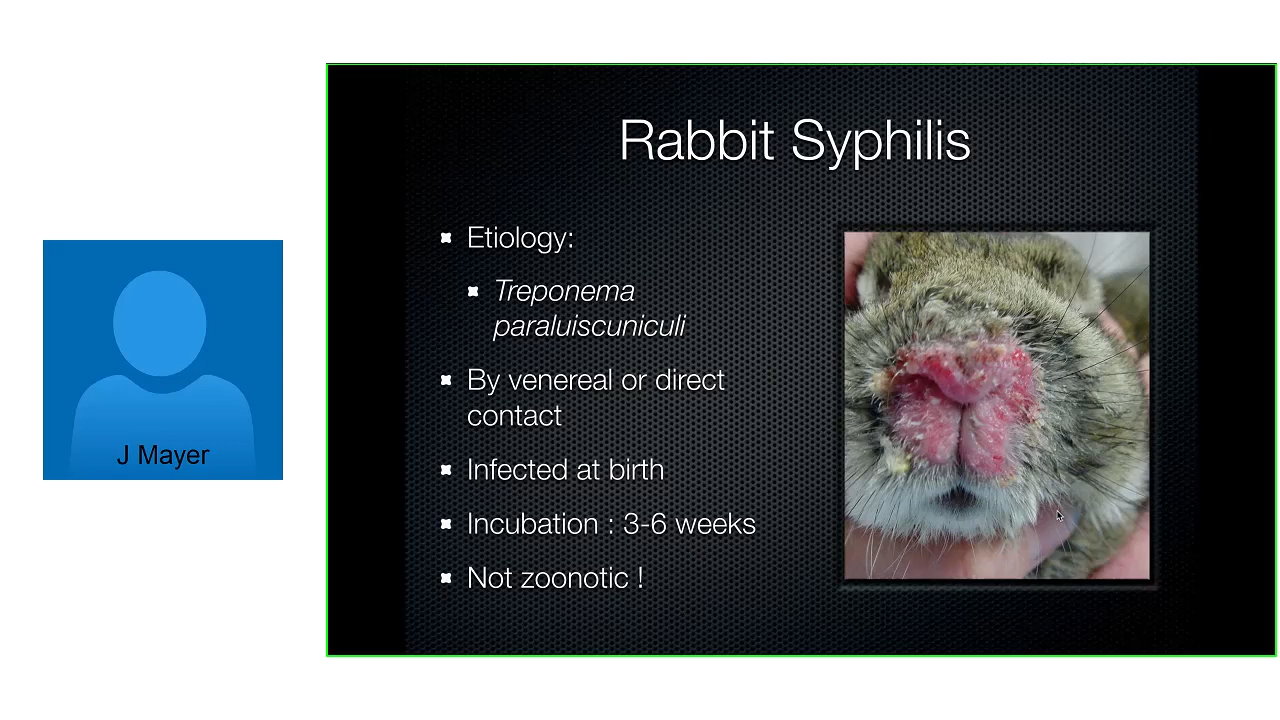 Rabbit Syphilis
Etiology:
Treponema
paraluiscuniculi
By venereal or direct
contact
Infected at birth
Incubation : 3-6 weeks
Not zoonotic !
J Mayer